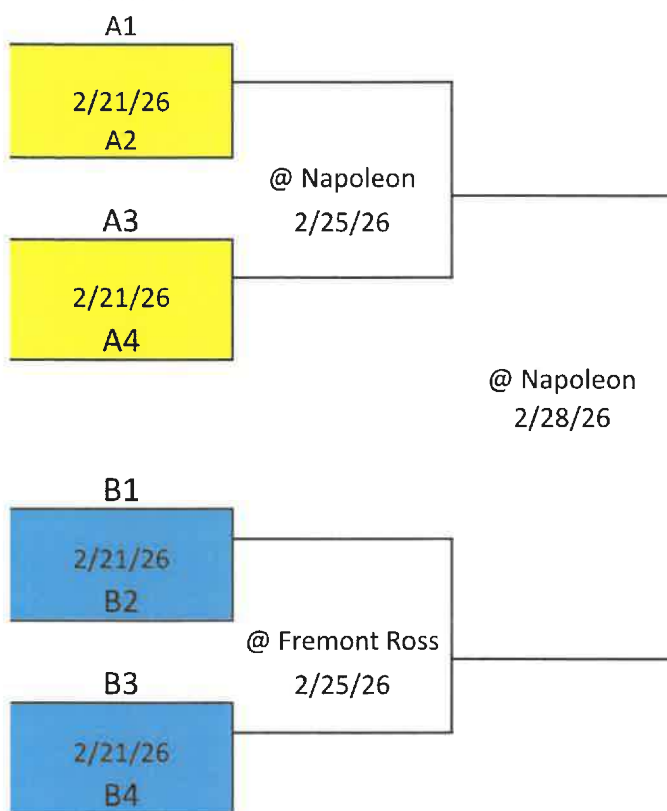 A1
2/21/26
A2
@ Napoleon
2/25/26
A3
2/21/26
A4
@ Napoleon
2/28/26
B1
2/21/26
B2
@ Fremont Ross
2/25/26
B3
2/21/26
B4